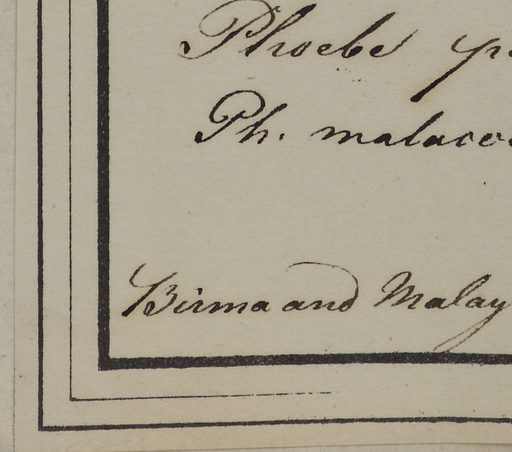 Phoebe
Ph.
Birma and Malay